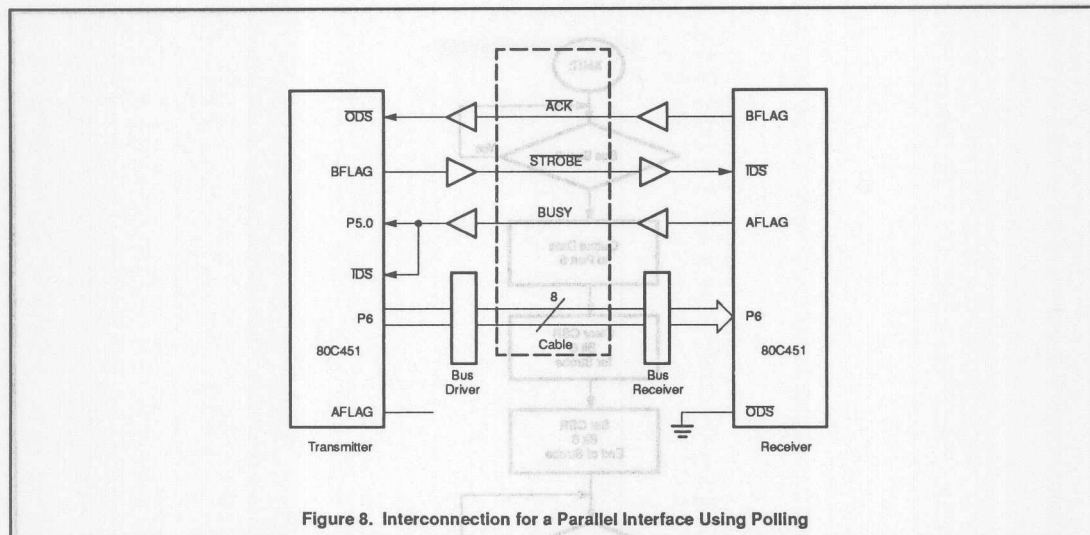 ODS
BFLAG
P5.0
IDS
P6
80C451
AFLAG
Transmitter
ACK
STROBE
BUSY
8
Cable
Bus
Driver
Bus
Receiver
BFLAG
IDS
AFLAG
P6
80C451
ODS
Receiver
Figure 8. Interconnection for a Parallel Interface Using Polling